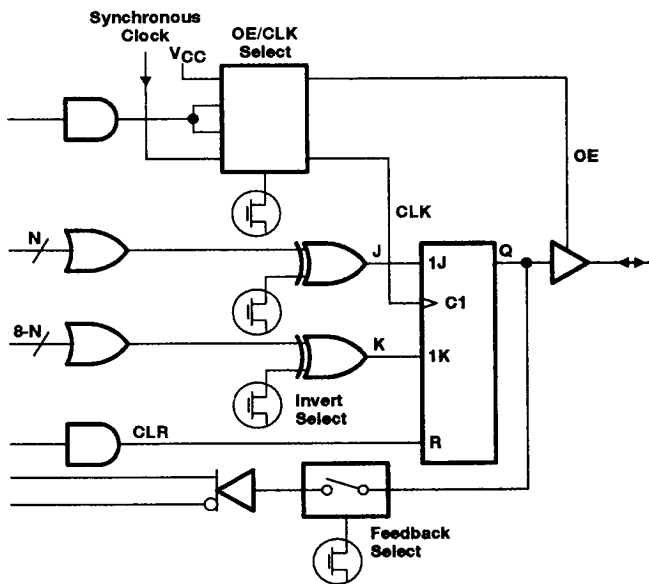 Synchronous
Clock
OE/CLK
Select
VCC
OE
CLK
N
J
1J
Q
C1
8-N
K
1K
Invert
Select
CLR
R
Feedback
Select